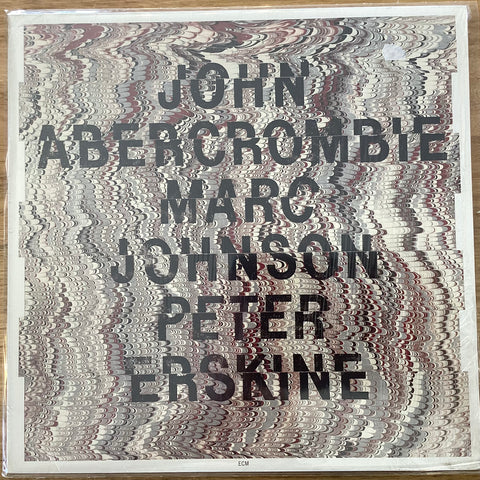 JOHN
ABERCROMBIE
MARC
JOHNSON
PETER
ERSKINE
ECM